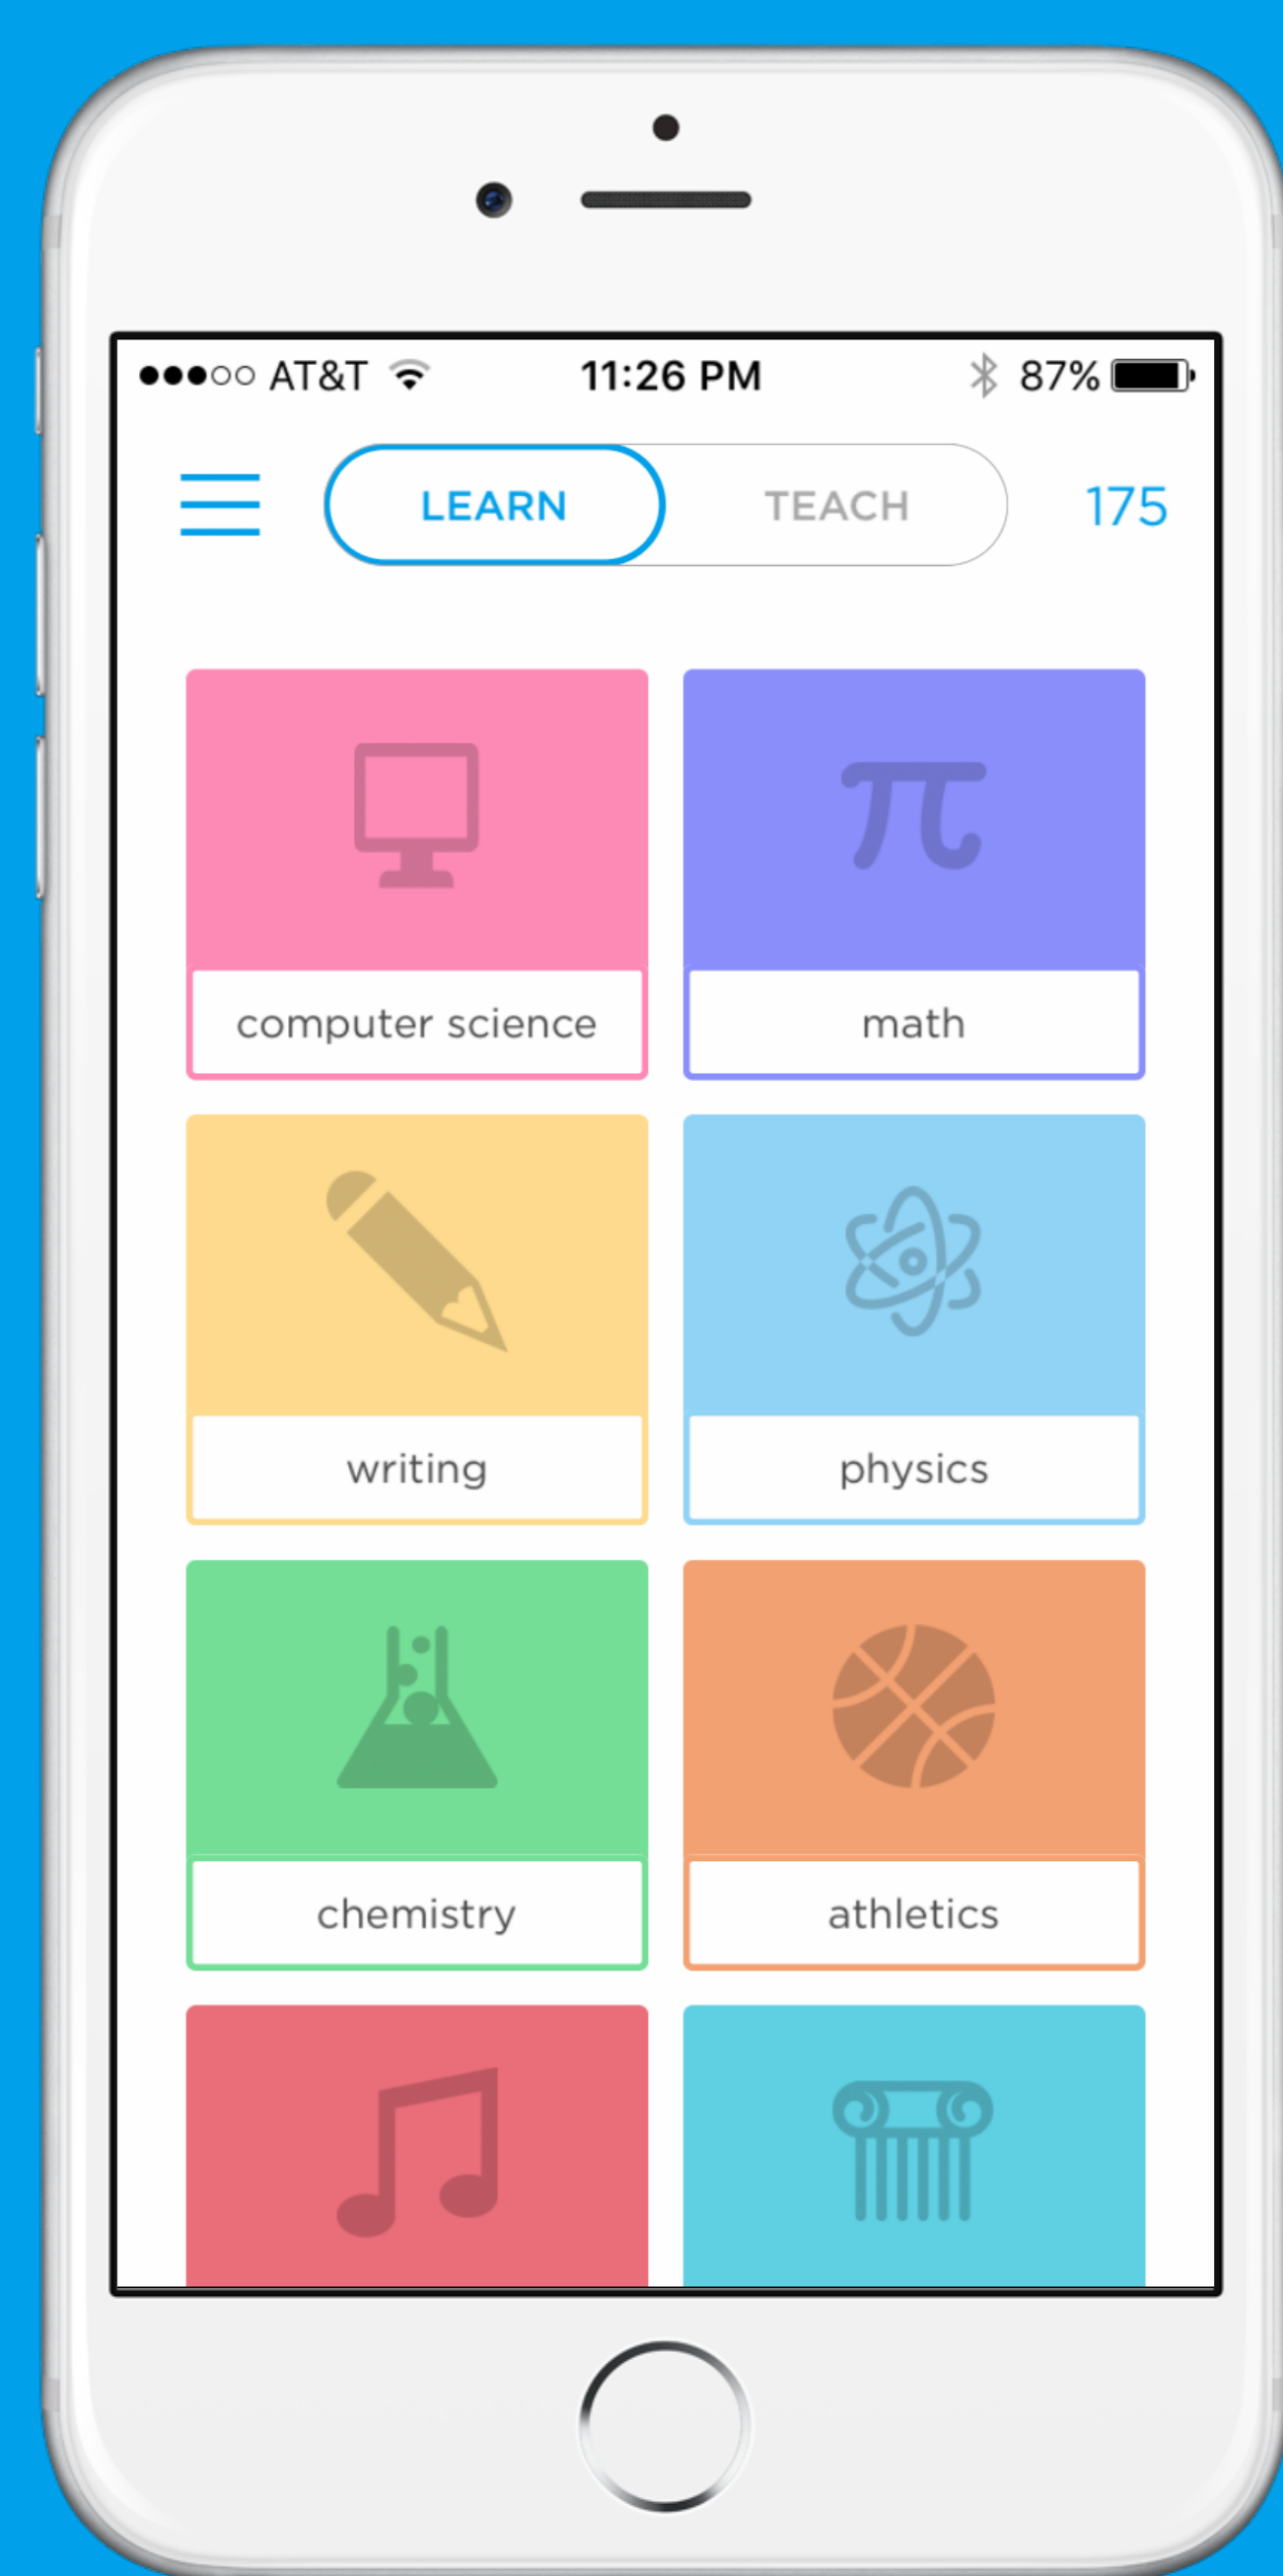 AT&T 11:26 PM 87%
LEARN TEACH 175
computer science math
writing physics
chemistry athletics